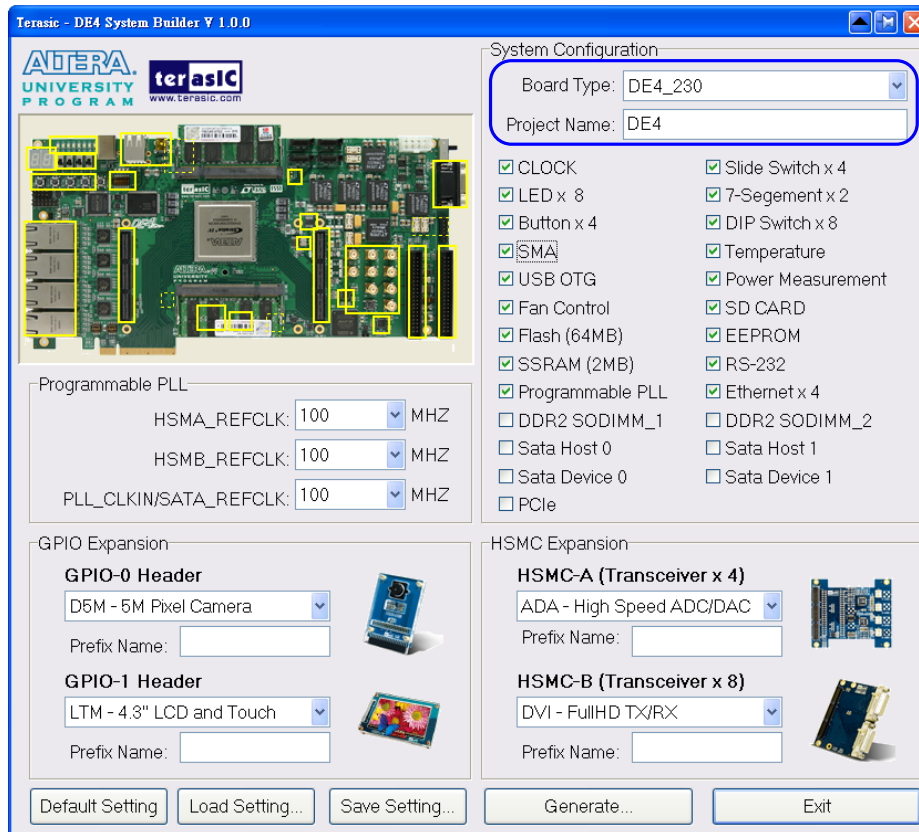 Terasic - DE4 System Builder V 1.0.0
ALTERA.
UNIVERSITY
PROGRAM
terasIC
www.terasic.com
System Configuration
Board Type: DE4_230
Project Name: DE4
CLOCK
Slide Switch x 4
LED x 8
7-Segement x 2
Button x 4
DIP Switch x 8
SMA
Temperature
USB OTG
Power Measurement
Fan Control
SD CARD
Flash (64MB)
EEPROM
SSRAM (2MB)
RS-232
Programmable PLL
Ethernet x 4
DDR2 SODIMM_1
DDR2 SODIMM_2
Sata Host 0
Sata Host 1
Sata Device 0
Sata Device 1
PCIe
Programmable PLL
HSMA_REFCLK: 100 MHZ
HSMB_REFCLK: 100 MHZ
PLL_CLKIN/SATA_REFCLK: 100 MHZ
GPIO Expansion
GPIO-0 Header
D5M - 5M Pixel Camera
Prefix Name:
GPIO-1 Header
LTM - 4.3" LCD and Touch
Prefix Name:
HSMC Expansion
HSMC-A (Transceiver x 4)
ADA - High Speed ADC/DAC
Prefix Name:
HSMC-B (Transceiver x 8)
DVI - FullHD TX/RX
Prefix Name:
Default Setting
Load Setting...
Save Setting...
Generate...
Exit